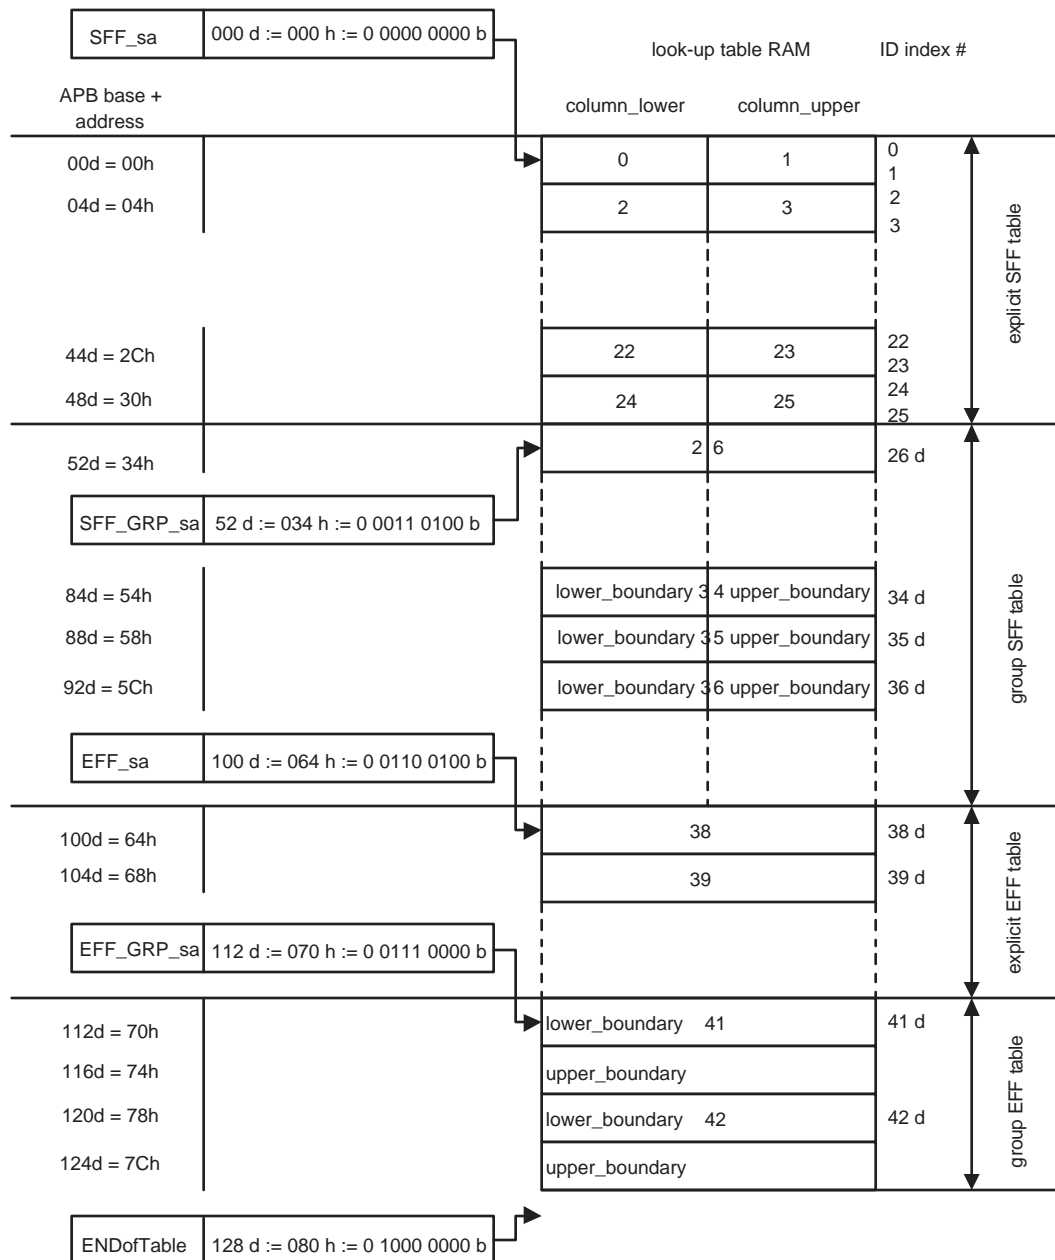 SFF_sa 000 d := 000 h := 0 0000 0000 b
look-up table RAM ID index #
APB base +
address
column_lower column_upper
00d = 00h 0 1 0
1
04d = 04h 2 3 2
3
explicit SFF table
44d = 2Ch 22 23 22
23
48d = 30h 24 25 24
25
52d = 34h 2 6 26 d
SFF_GRP_sa 52 d := 034 h := 0 0011 0100 b
84d = 54h lower_boundary 3 4 upper_boundary 34 d
88d = 58h lower_boundary 3 5 upper_boundary 35 d
92d = 5Ch lower_boundary 3 6 upper_boundary 36 d
group SFF table
EFF_sa 100 d := 064 h := 0 0110 0100 b
100d = 64h 38 38 d
104d = 68h 39 39 d
explicit EFF table
EFF_GRP_sa 112 d := 070 h := 0 0111 0000 b
112d = 70h lower_boundary 41 41 d
116d = 74h upper_boundary
120d = 78h lower_boundary 42 42 d
124d = 7Ch upper_boundary
group EFF table
ENDofTable 128 d := 080 h := 0 1000 0000 b